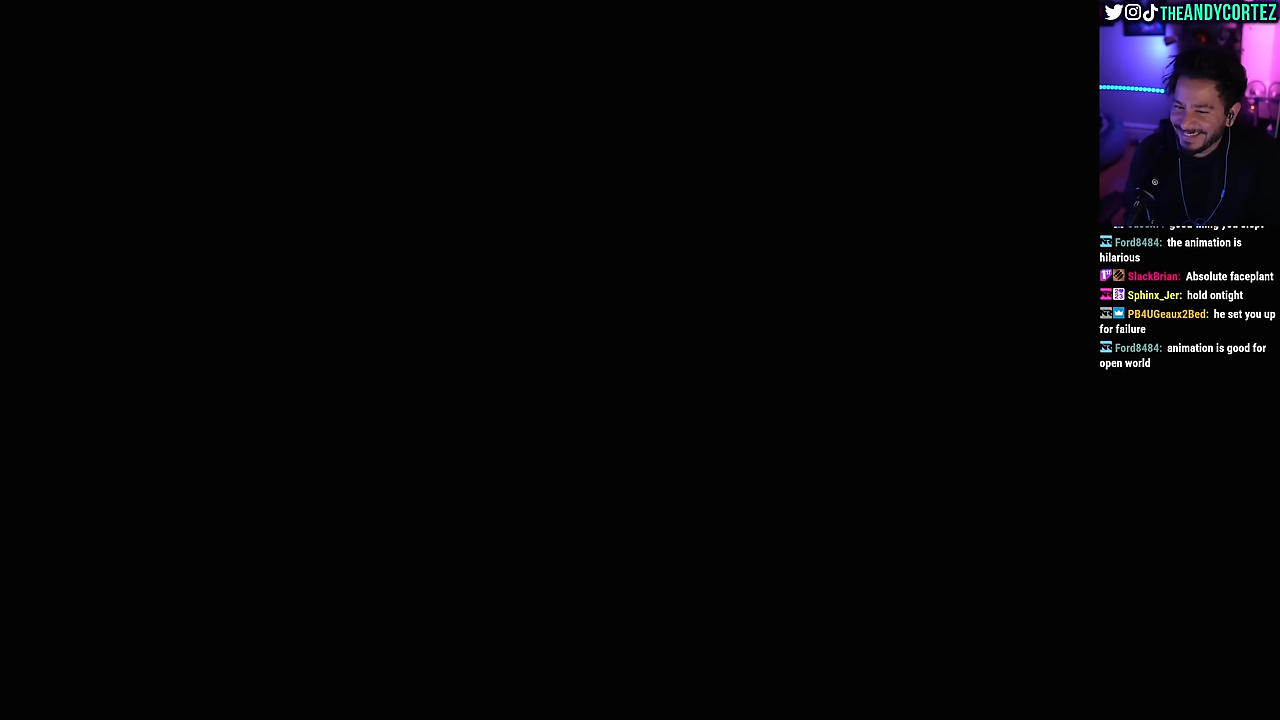 THEANDYCORTEZ
Ford8484: the animation is
hilarious
SlackBrian: Absolute faceplant
Sphinx_Jer: hold ontight
PB4UGeaux2Bed: he set you up
for failure
Ford8484: animation is good for
open world